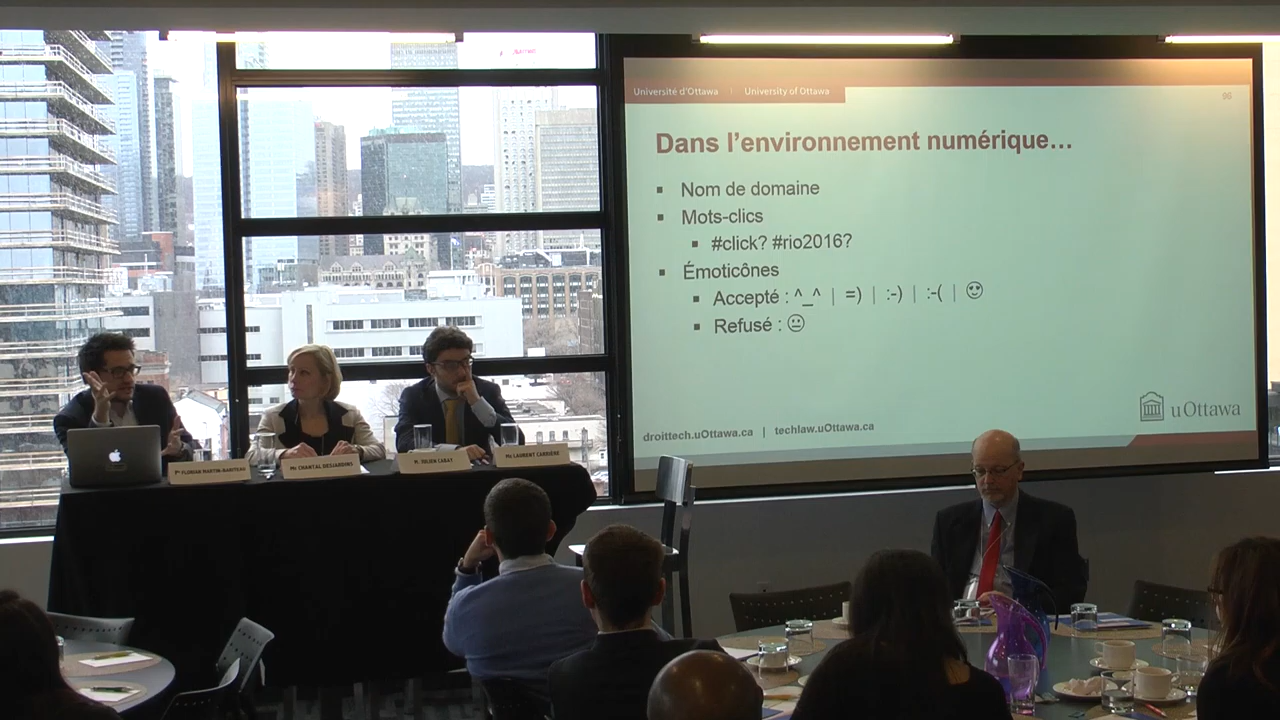 Université d'Ottawa | University of Ottawa
96
Dans l'environnement numérique…
▪ Nom de domaine
▪ Mots-clics
▪ #click? #rio2016?
▪ Émoticônes
▪ Accepté : ^_^ | =) | :-) | :-( | 😍
▪ Refusé : 😐
uOttawa
droittech.uOttawa.ca | techlaw.uOttawa.ca
Me CHANTAL DESJARDINS
M. JULIEN CABAY
Me LAURENT CARRIÈRE